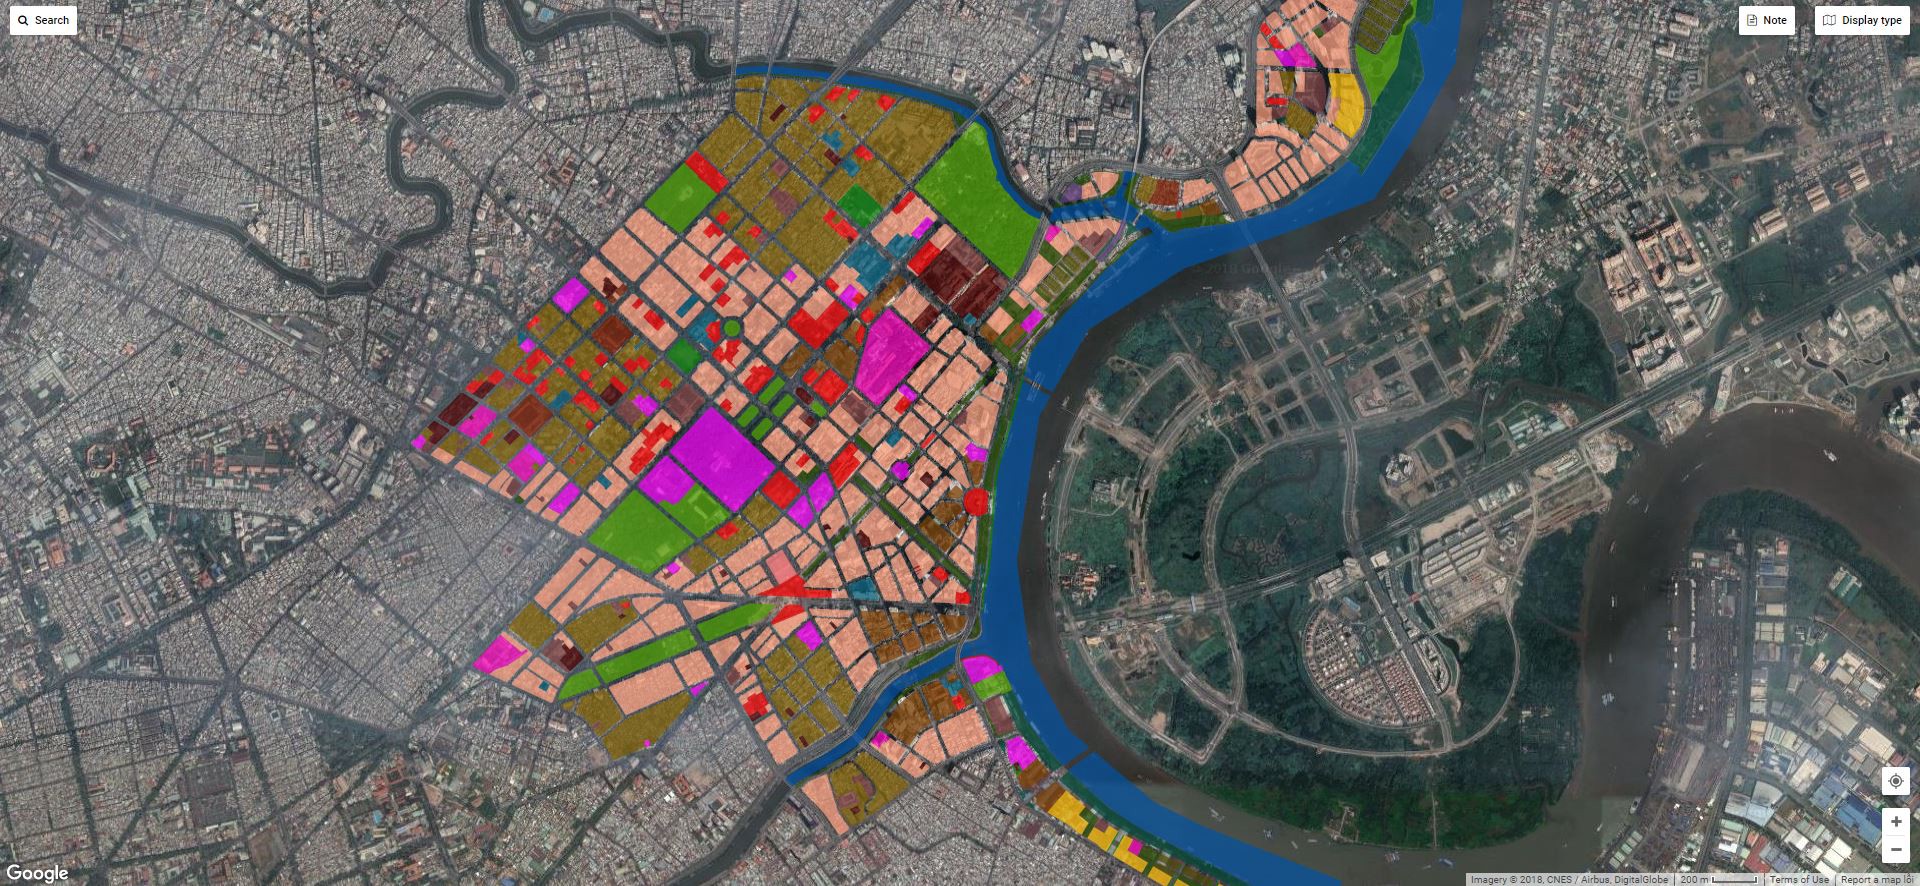 Search
Note
Display type
© 2018 Google
+
−
Google
Imagery © 2018, CNES / Airbus, DigitalGlobe
200 m
Terms of Use
Report a map lỗi